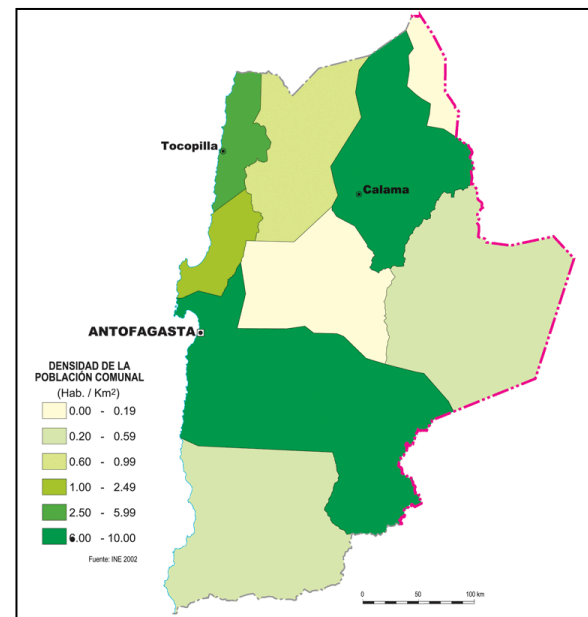 Tocopilla
Calama
ANTOFAGASTA
DENSIDAD DE LA
POBLACIÓN COMUNAL
(Hab. / Km2)
0.00 - 0.19
0.20 - 0.59
0.60 - 0.99
1.00 - 2.49
2.50 - 5.99
6.00 - 10.00
Fuente: INE 2002
0 50 100 km